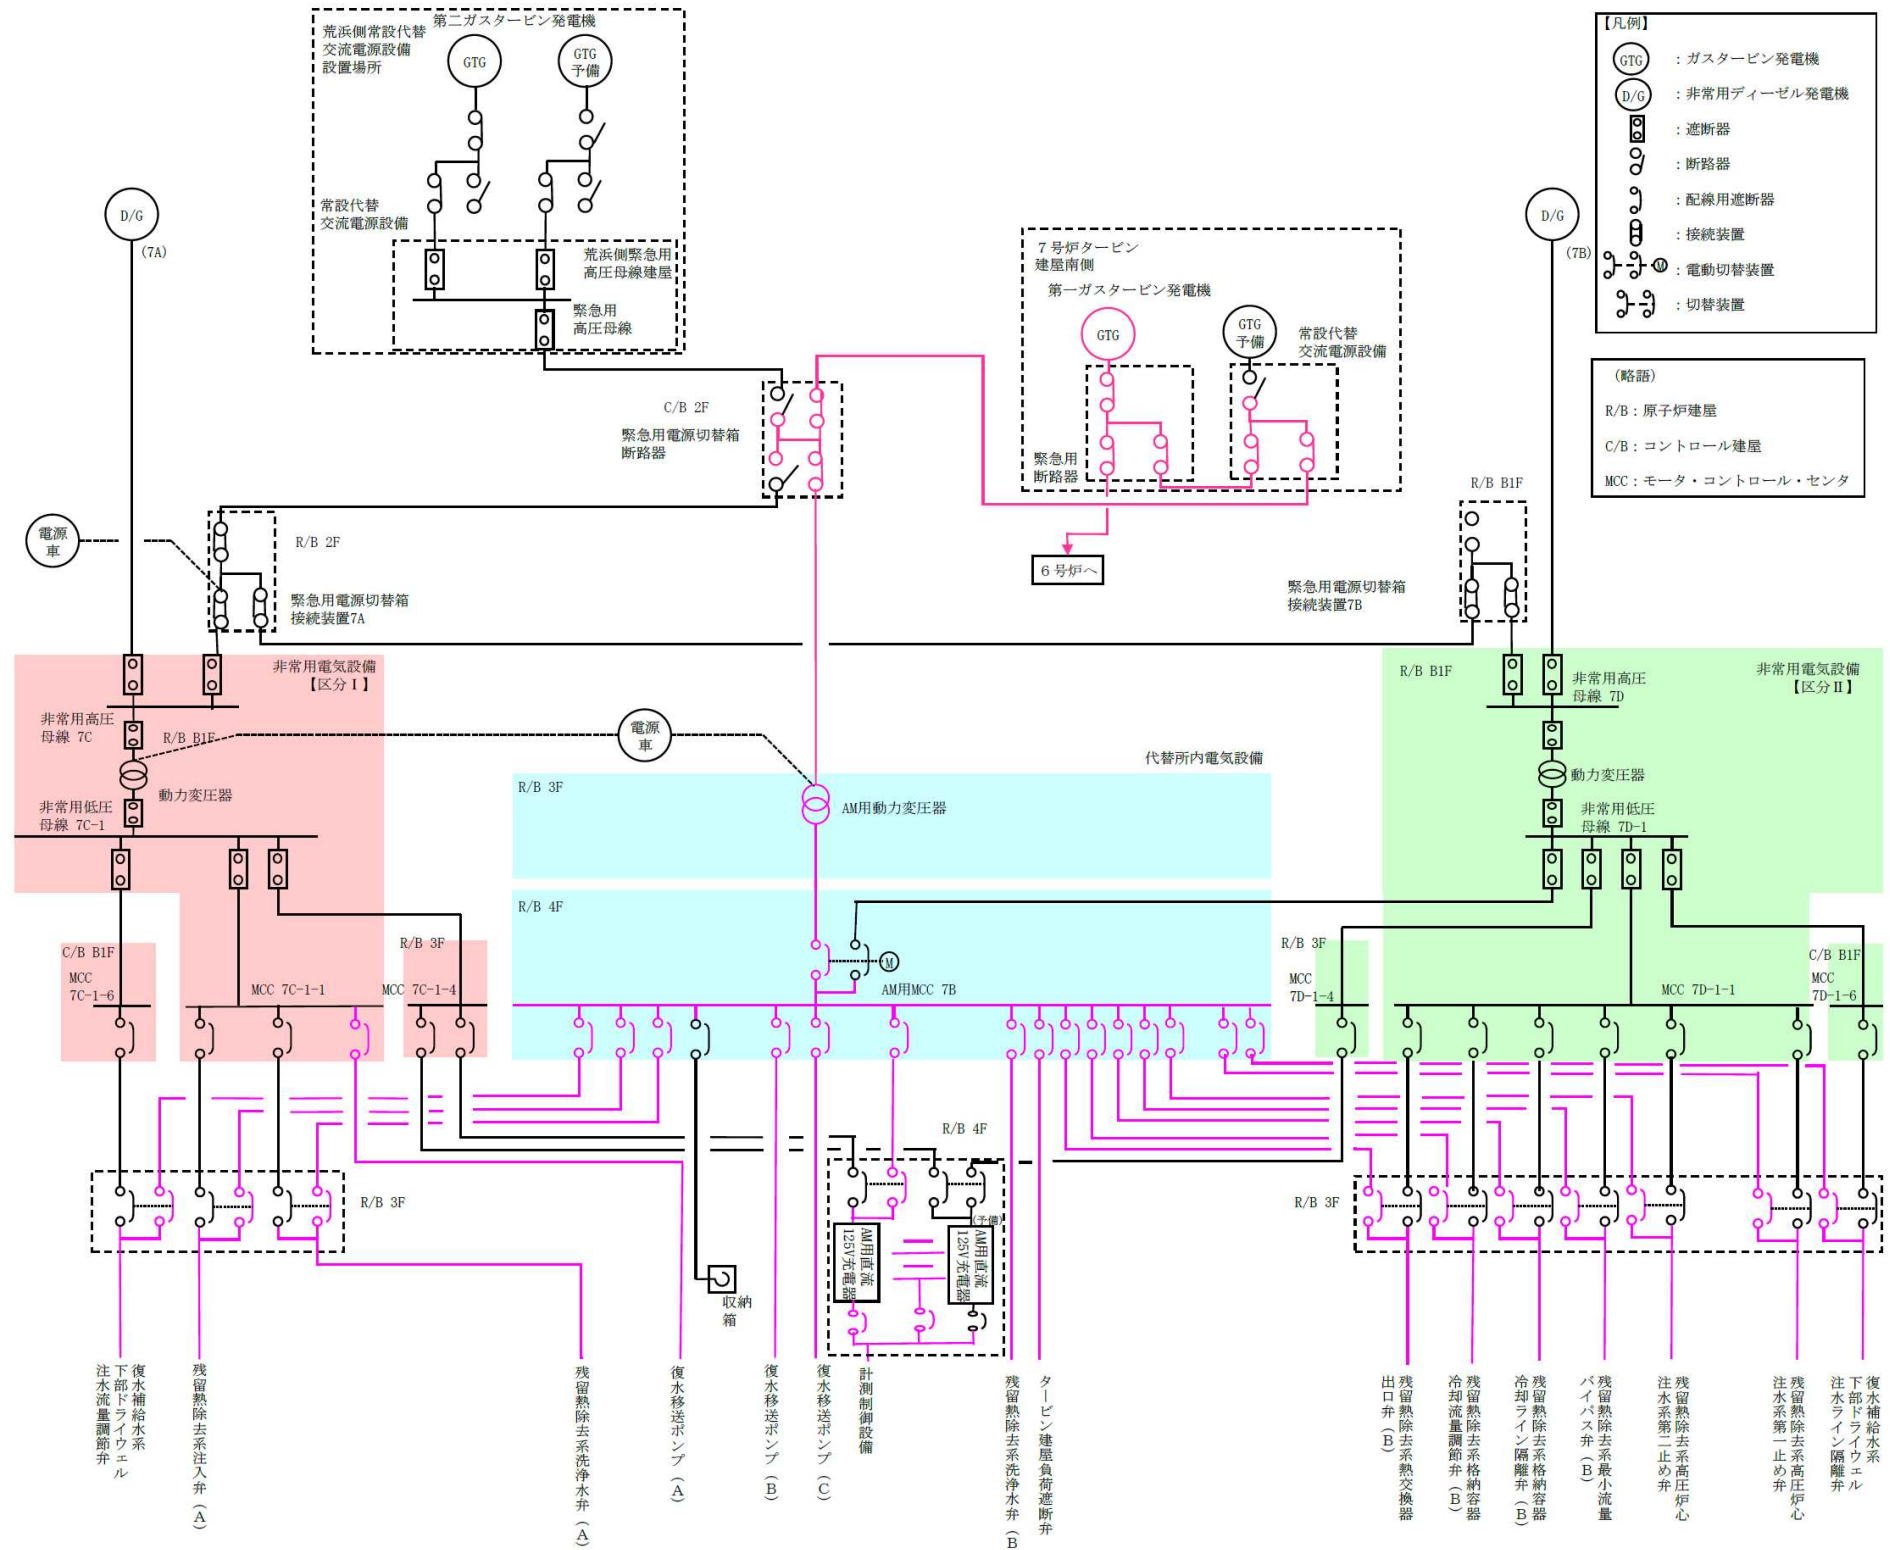 荒浜側常設代替
交流電源設備
設置場所
第二ガスタービン発電機
GTG
GTG
予備
常設代替
交流電源設備
荒浜側緊急用
高圧母線建屋
緊急用
高圧母線
【凡例】
GTG
：ガスタービン発電機
D/G
：非常用ディーゼル発電機
：遮断器
：断路器
：配線用遮断器
：接続装置
M
：電動切替装置
：切替装置
（略語）
R/B：原子炉建屋
C/B：コントロール建屋
MCC：モータ・コントロール・センタ
D/G
(7A)
D/G
(7B)
7号炉タービン
建屋南側
第一ガスタービン発電機
GTG
GTG
予備
常設代替
交流電源設備
緊急用
断路器
6号炉へ
C/B 2F
緊急用電源切替箱
断路器
電源
車
R/B 2F
緊急用電源切替箱
接続装置7A
R/B B1F
緊急用電源切替箱
接続装置7B
非常用電気設備
【区分Ⅰ】
非常用高圧
母線 7C
R/B B1F
動力変圧器
非常用低圧
母線 7C-1
電源
車
代替所内電気設備
R/B 3F
AM用動力変圧器
R/B 4F
M
AM用MCC 7B
R/B B1F
非常用電気設備
【区分Ⅱ】
非常用高圧
母線 7D
動力変圧器
非常用低圧
母線 7D-1
C/B B1F
MCC
7C-1-6
MCC 7C-1-1
R/B 3F
MCC 7C-1-4
R/B 3F
MCC
7D-1-4
MCC 7D-1-1
C/B B1F
MCC
7D-1-6
R/B 3F
R/B 4F
(予備)
AM用直流
125V充電器
AM用直流
125V充電器
収納
箱
R/B 3F
復水補給水系
下部ドライウェル
注水流量調節弁
残留熱除去系注入弁（A）
残留熱除去系洗浄水弁（A）
復水移送ポンプ（A）
復水移送ポンプ（B）
復水移送ポンプ（C）
計測制御設備
残留熱除去系洗浄水弁（B
タービン建屋負荷遮断弁
残留熱除去系熱交換器
出口弁（B）
残留熱除去系格納容器
冷却流量調節弁（B）
残留熱除去系格納容器
冷却ライン隔離弁（B）
残留熱除去系最小流量
バイパス弁（B）
残留熱除去系高圧炉心
注水系第二止め弁
残留熱除去系高圧炉心
注水系第一止め弁
復水補給水系
下部ドライウェル
注水ライン隔離弁